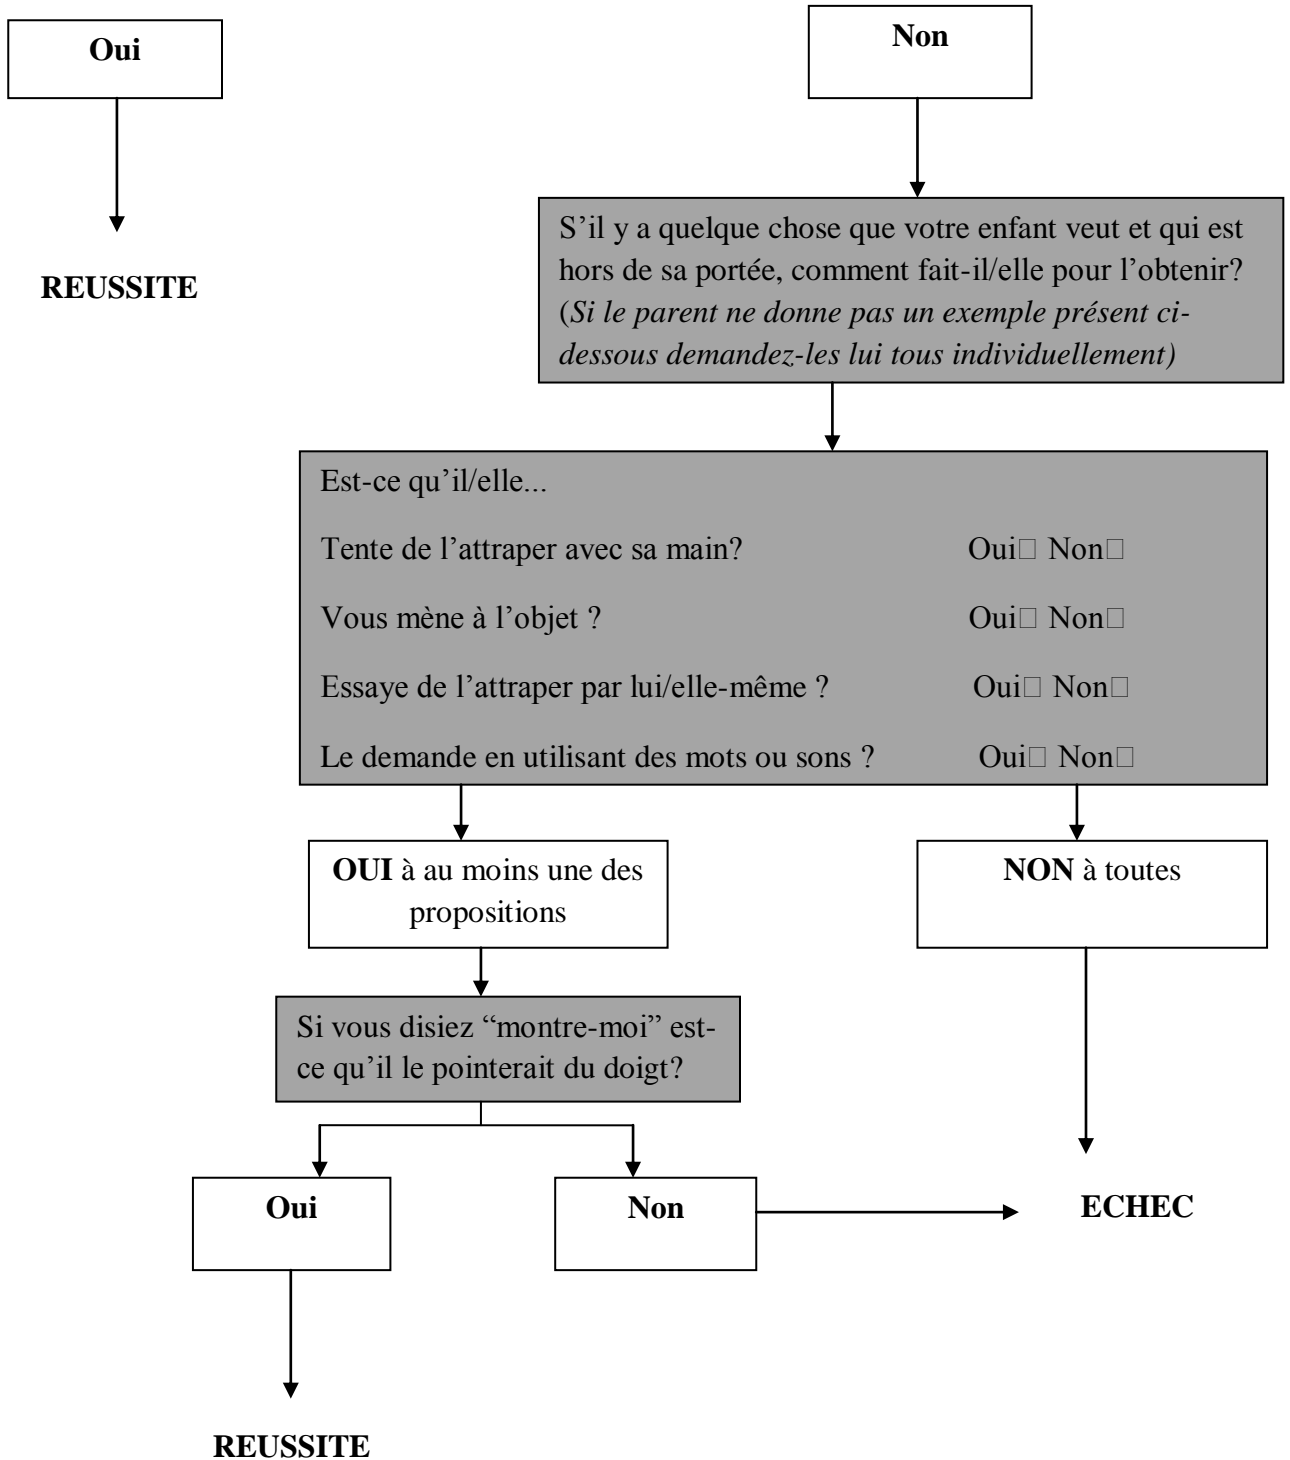 Oui
Non
REUSSITE
S’il y a quelque chose que votre enfant veut et qui est
hors de sa portée, comment fait-il/elle pour l’obtenir?
(Si le parent ne donne pas un exemple présent ci-
dessous demandez-les lui tous individuellement)
Est-ce qu’il/elle...
Tente de l’attraper avec sa main? Oui□ Non□
Vous mène à l’objet ? Oui□ Non□
Essaye de l’attraper par lui/elle-même ? Oui□ Non□
Le demande en utilisant des mots ou sons ? Oui□ Non□
OUI à au moins une des
propositions
NON à toutes
Si vous disiez “montre-moi” est-
ce qu’il le pointerait du doigt?
Oui
Non
ECHEC
REUSSITE